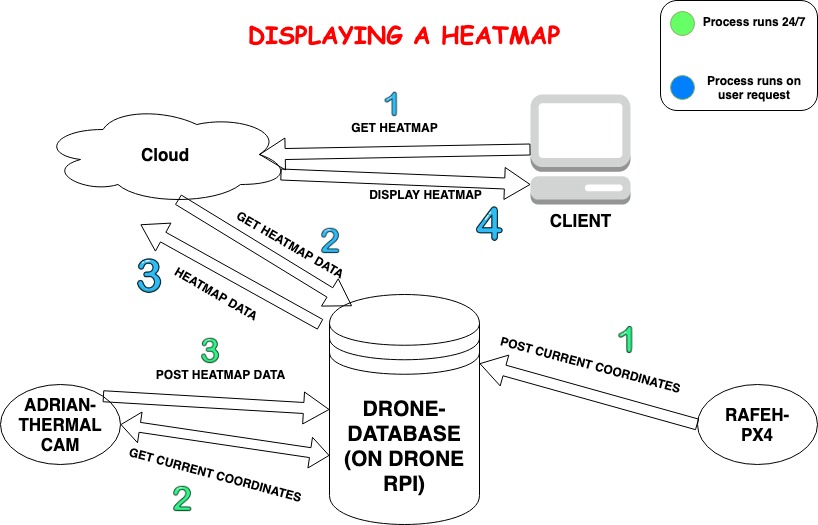 DISPLAYING A HEATMAP
Process runs 24/7
Process runs on
user request
1
GET HEATMAP
Cloud
DISPLAY HEATMAP
4
CLIENT
GET HEATMAP DATA
2
3
HEATMAP DATA
3
POST HEATMAP DATA
1
POST CURRENT COORDINATES
ADRIAN-
THERMAL
CAM
DRONE-
DATABASE
(ON DRONE
RPI)
RAFEH-
PX4
GET CURRENT COORDINATES
2